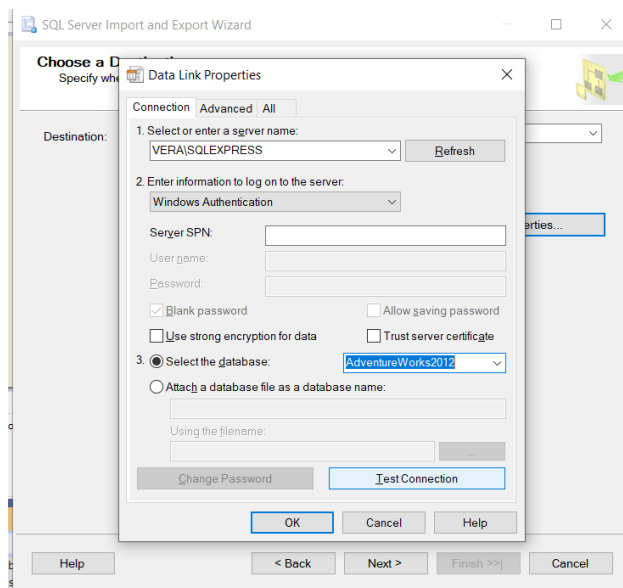 SQL Server Import and Export Wizard
Choose a D
Specify whe
Destination:
erties...
Data Link Properties
Connection Advanced All
1. Select or enter a server name:
VERA\SQLEXPRESS Refresh
2. Enter information to log on to the server:
Windows Authentication
Server SPN:
User name:
Password:
Blank password Allow saving password
Use strong encryption for data Trust server certificate
3. Select the database: AdventureWorks2012
Attach a database file as a database name:
Using the filename:
...
Change Password Test Connection
OK Cancel Help
Help < Back Next > Finish >>| Cancel